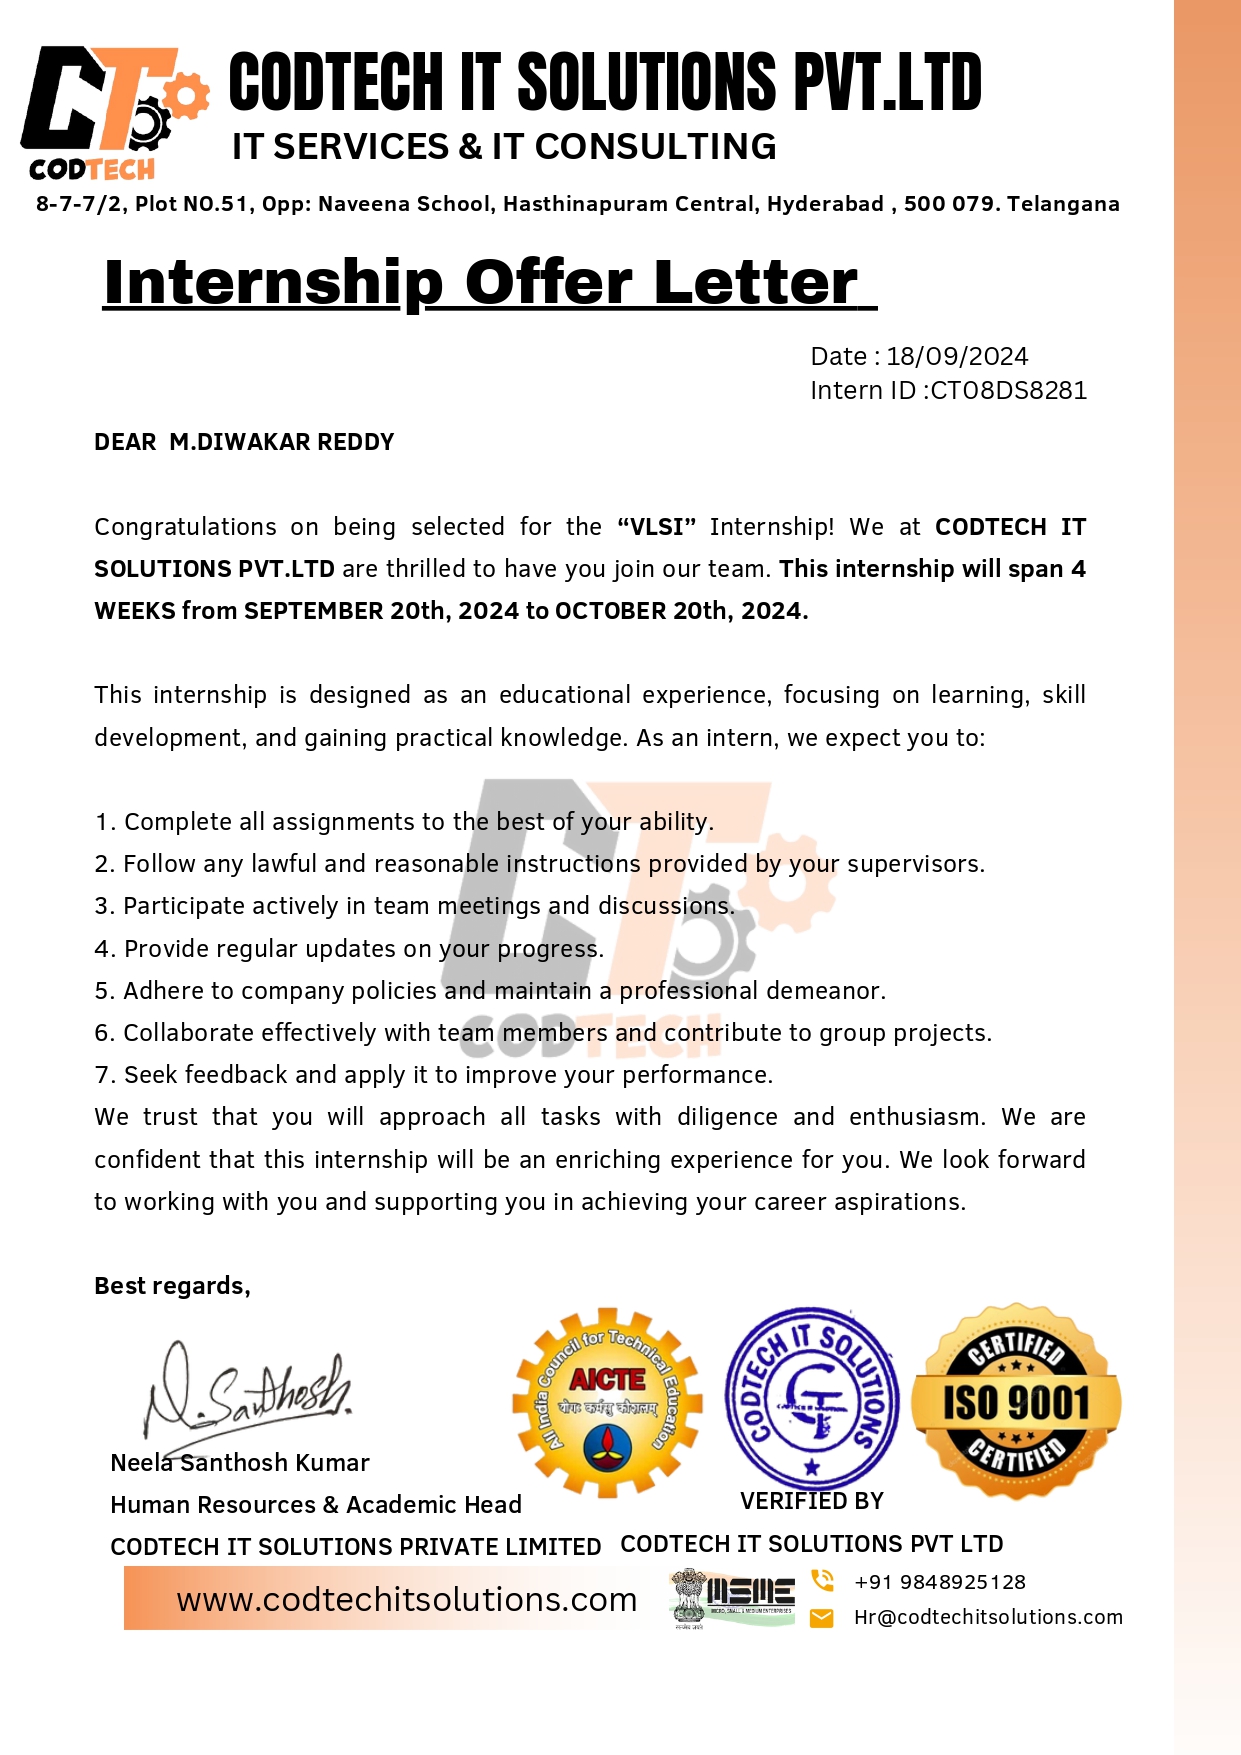 CODTECH IT SOLUTIONS PVT.LTD
IT SERVICES & IT CONSULTING
CT
CODTECH
8-7-7/2, Plot NO.51, Opp: Naveena School, Hasthinapuram Central, Hyderabad , 500 079. Telangana
Internship Offer Letter
Date : 18/09/2024
Intern ID :CT08DS8281
DEAR M.DIWAKAR REDDY
Congratulations on being selected for the “VLSI” Internship! We at CODTECH IT
SOLUTIONS PVT.LTD are thrilled to have you join our team. This internship will span 4
WEEKS from SEPTEMBER 20th, 2024 to OCTOBER 20th, 2024.
This internship is designed as an educational experience, focusing on learning, skill
development, and gaining practical knowledge. As an intern, we expect you to:
1. Complete all assignments to the best of your ability.
2. Follow any lawful and reasonable instructions provided by your supervisors.
3. Participate actively in team meetings and discussions.
4. Provide regular updates on your progress.
5. Adhere to company policies and maintain a professional demeanor.
6. Collaborate effectively with team members and contribute to group projects.
7. Seek feedback and apply it to improve your performance.
CT
CODTECH
We trust that you will approach all tasks with diligence and enthusiasm. We are
confident that this internship will be an enriching experience for you. We look forward
to working with you and supporting you in achieving your career aspirations.
Best regards,
N.Santhosh.
Neela Santhosh Kumar
Human Resources & Academic Head
CODTECH IT SOLUTIONS PRIVATE LIMITED
All India Council for Technical Education
AICTE
योगः कर्मसु कौशलम्
CODTECH IT SOLUTIONS
CT
VERIFIED BY
CODTECH IT SOLUTIONS PVT LTD
CERTIFIED
ISO 9001
CERTIFIED
www.codtechitsolutions.com
MSME
MICRO, SMALL & MEDIUM ENTERPRISES
सत्यमेव जयते
+91 9848925128
Hr@codtechitsolutions.com